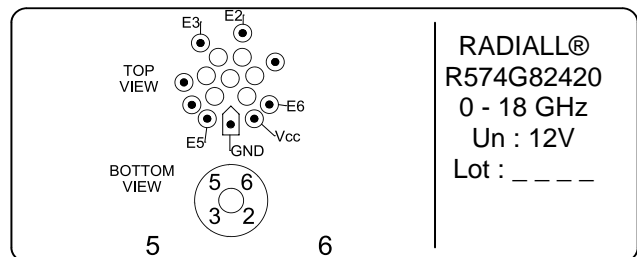 E3
E2
TOP
VIEW
E6
E5
Vcc
GND
BOTTOM
VIEW
5 6
3 2
5 6
RADIALL®
R574G82420
0 - 18 GHz
Un : 12V
Lot : _ _ _ _